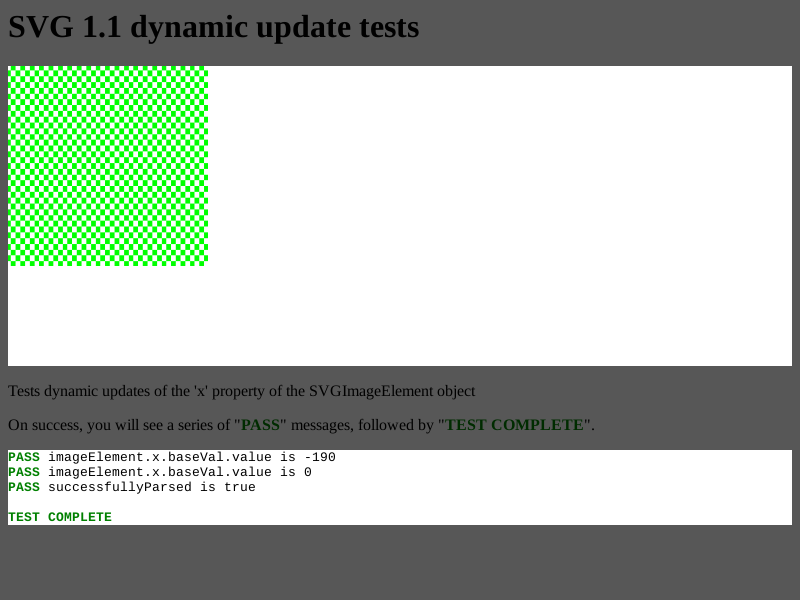 SVG 1.1 dynamic update tests
Tests dynamic updates of the 'x' property of the SVGImageElement object
On success, you will see a series of "PASS" messages, followed by "TEST COMPLETE".
PASS imageElement.x.baseVal.value is -190
PASS imageElement.x.baseVal.value is 0
PASS successfullyParsed is true
TEST COMPLETE